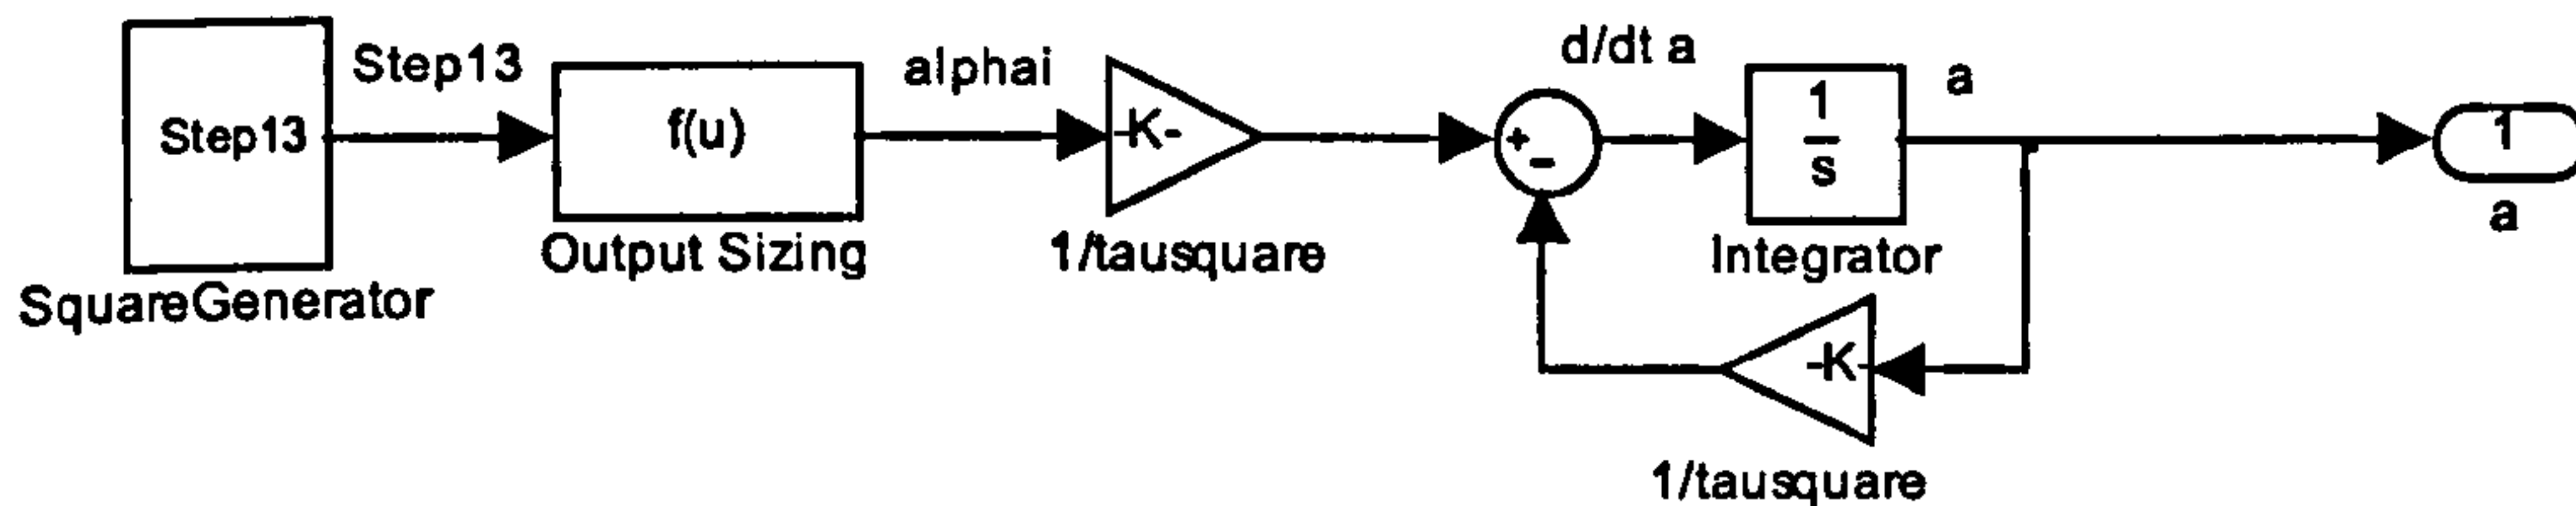 Step13
Step13
SquareGenerator
f(u)
Output Sizing
alphai
-K-
1/tausquare
+
-
d/dt a
1
s
Integrator
a
-K-
1/tausquare
1
a